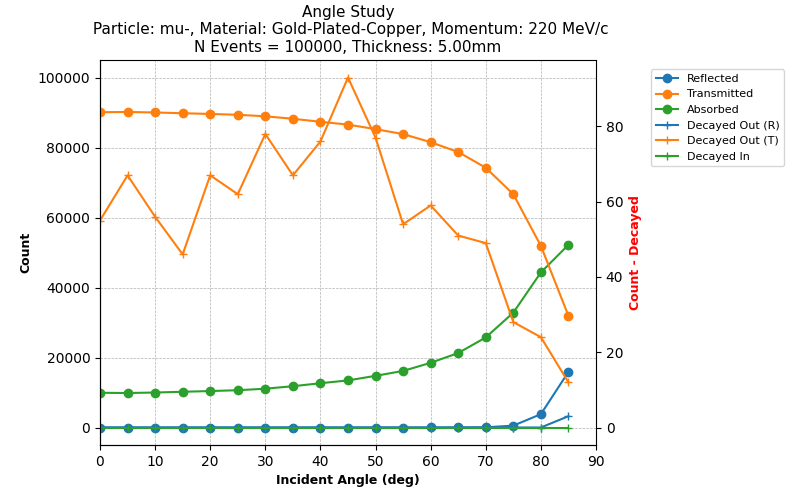 Angle Study
Particle: mu-, Material: Gold-Plated-Copper, Momentum: 220 MeV/c
N Events = 100000, Thickness: 5.00mm
100000
80000
60000
40000
20000
0
Count
0 10 20 30 40 50 60 70 80 90
Incident Angle (deg)
80
60
40
20
0
Count - Decayed
Reflected
Transmitted
Absorbed
Decayed Out (R)
Decayed Out (T)
Decayed In